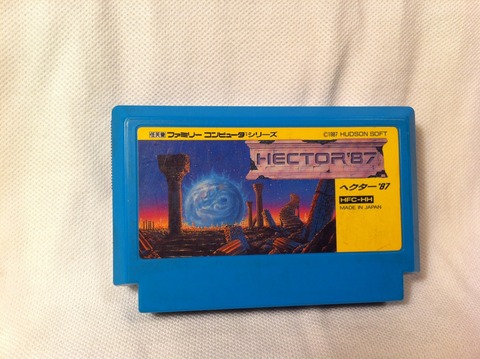 任天堂 ファミリー コンピュータ シリーズ
©1987 HUDSON SOFT
HECTOR'87
ヘクター'87
HFC-HH
MADE IN JAPAN